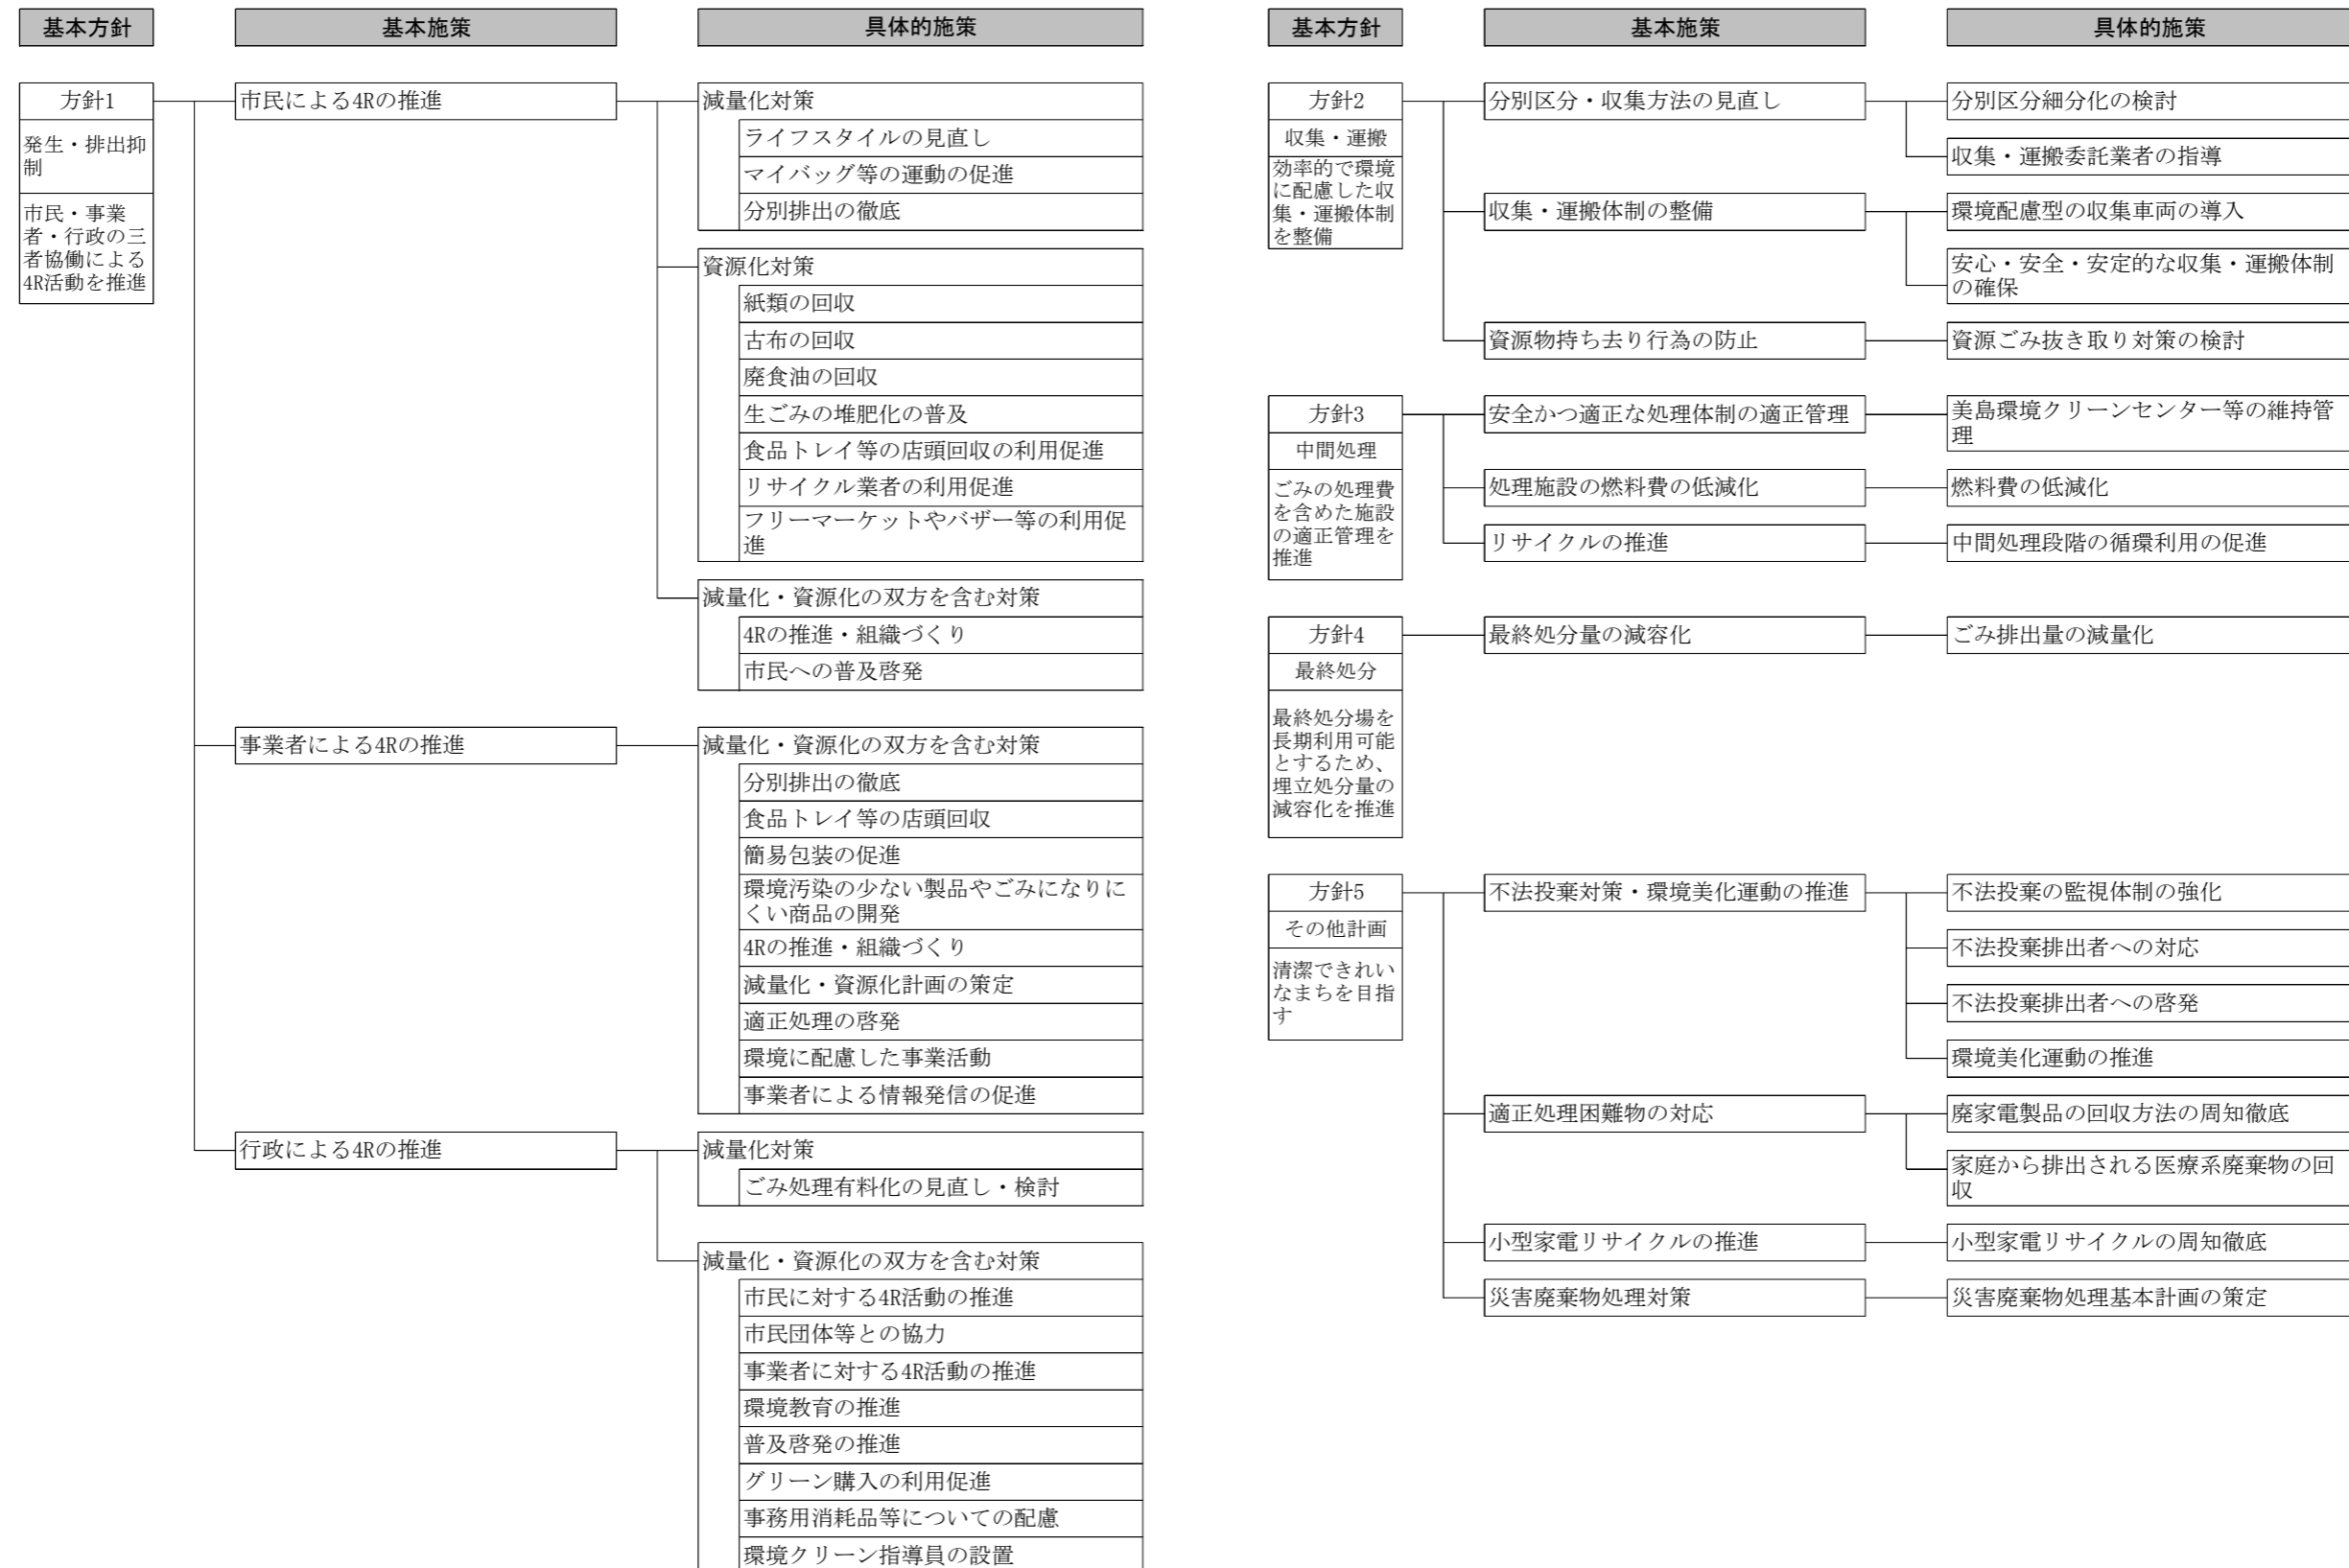 基本方針
基本施策
具体的施策
方針1
発生・排出抑
制
市民・事業
者・行政の三
者協働による
4R活動を推進
市民による4Rの推進
減量化対策
ライフスタイルの見直し
マイバッグ等の運動の促進
分別排出の徹底
資源化対策
紙類の回収
古布の回収
廃食油の回収
生ごみの堆肥化の普及
食品トレイ等の店頭回収の利用促進
リサイクル業者の利用促進
フリーマーケットやバザー等の利用促
進
減量化・資源化の双方を含む対策
4Rの推進・組織づくり
市民への普及啓発
事業者による4Rの推進
減量化・資源化の双方を含む対策
分別排出の徹底
食品トレイ等の店頭回収
簡易包装の促進
環境汚染の少ない製品やごみになりに
くい商品の開発
4Rの推進・組織づくり
減量化・資源化計画の策定
適正処理の啓発
環境に配慮した事業活動
事業者による情報発信の促進
行政による4Rの推進
減量化対策
ごみ処理有料化の見直し・検討
減量化・資源化の双方を含む対策
市民に対する4R活動の推進
市民団体等との協力
事業者に対する4R活動の推進
環境教育の推進
普及啓発の推進
グリーン購入の利用促進
事務用消耗品等についての配慮
環境クリーン指導員の設置
基本方針
基本施策
具体的施策
方針2
収集・運搬
効率的で環境
に配慮した収
集・運搬体制
を整備
分別区分・収集方法の見直し
分別区分細分化の検討
収集・運搬委託業者の指導
収集・運搬体制の整備
環境配慮型の収集車両の導入
安心・安全・安定的な収集・運搬体制
の確保
資源物持ち去り行為の防止
資源ごみ抜き取り対策の検討
方針3
中間処理
ごみの処理費
を含めた施設
の適正管理を
推進
安全かつ適正な処理体制の適正管理
美島環境クリーンセンター等の維持管
理
処理施設の燃料費の低減化
燃料費の低減化
リサイクルの推進
中間処理段階の循環利用の促進
方針4
最終処分
最終処分場を
長期利用可能
とするため、
埋立処分量の
減容化を推進
最終処分量の減容化
ごみ排出量の減量化
方針5
その他計画
清潔できれい
なまちを目指
す
不法投棄対策・環境美化運動の推進
不法投棄の監視体制の強化
不法投棄排出者への対応
不法投棄排出者への啓発
環境美化運動の推進
適正処理困難物の対応
廃家電製品の回収方法の周知徹底
家庭から排出される医療系廃棄物の回
収
小型家電リサイクルの推進
小型家電リサイクルの周知徹底
災害廃棄物処理対策
災害廃棄物処理基本計画の策定